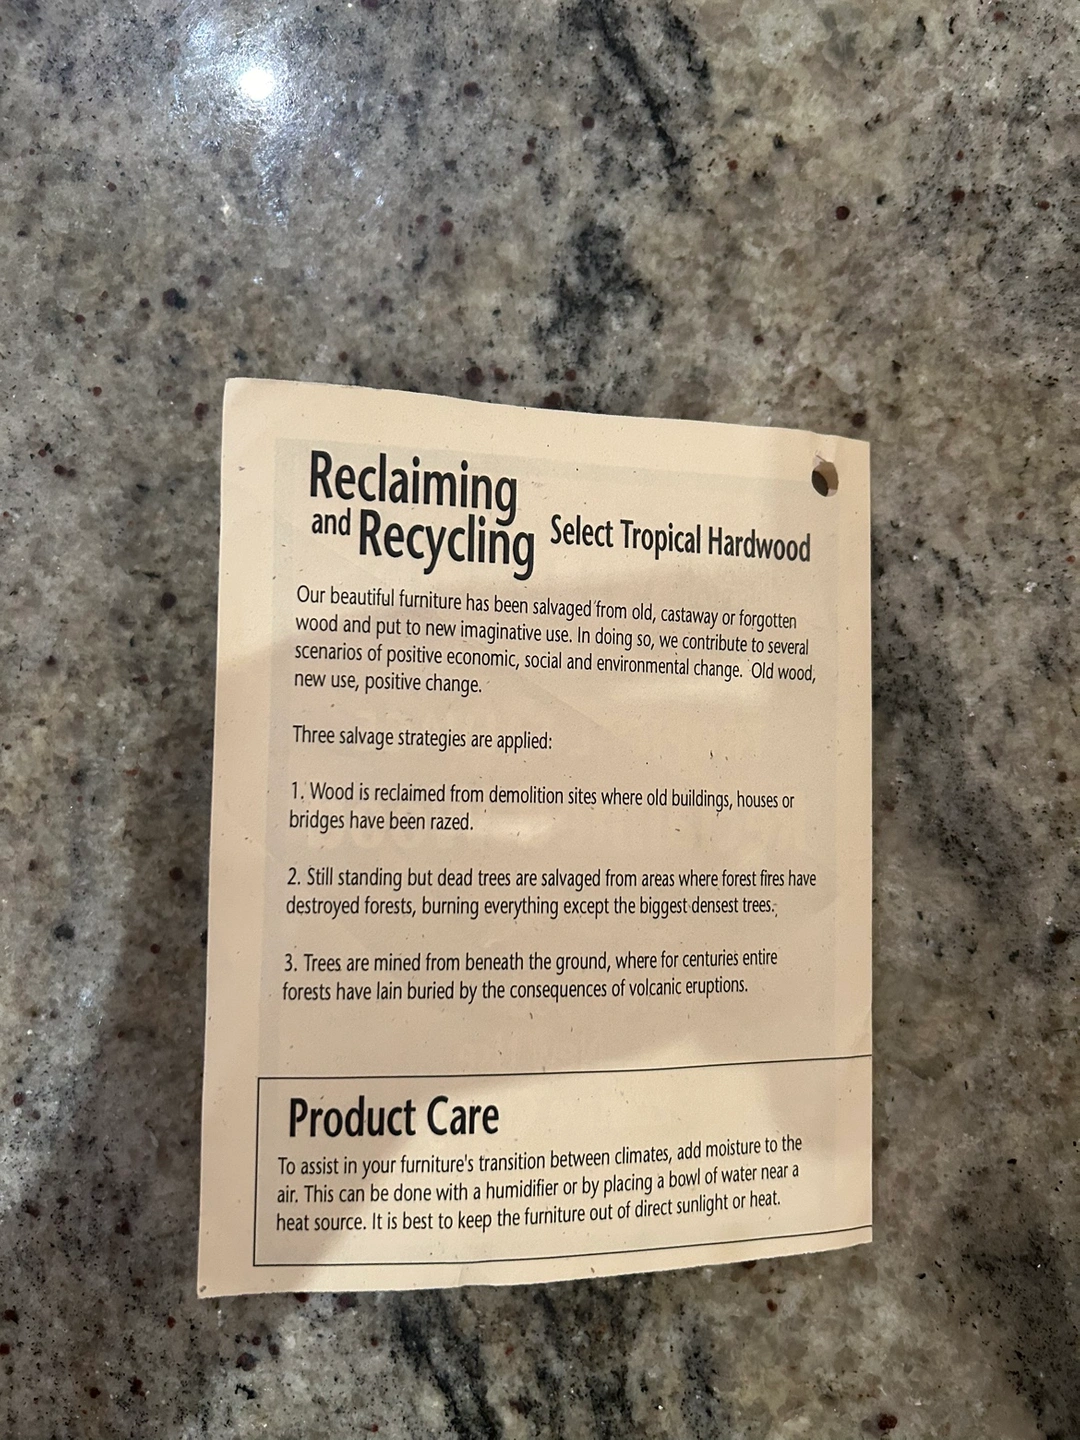 Reclaiming
and Recycling Select Tropical Hardwood
Our beautiful furniture has been salvaged from old, castaway or forgotten
wood and put to new imaginative use. In doing so, we contribute to several
scenarios of positive economic, social and environmental change. Old wood,
new use, positive change.
Three salvage strategies are applied:
1. Wood is reclaimed from demolition sites where old buildings, houses or
bridges have been razed.
2. Still standing but dead trees are salvaged from areas where forest fires have
destroyed forests, burning everything except the biggest densest trees.
3. Trees are mined from beneath the ground, where for centuries entire
forests have lain buried by the consequences of volcanic eruptions.
Product Care
To assist in your furniture's transition between climates, add moisture to the
air. This can be done with a humidifier or by placing a bowl of water near a
heat source. It is best to keep the furniture out of direct sunlight or heat.